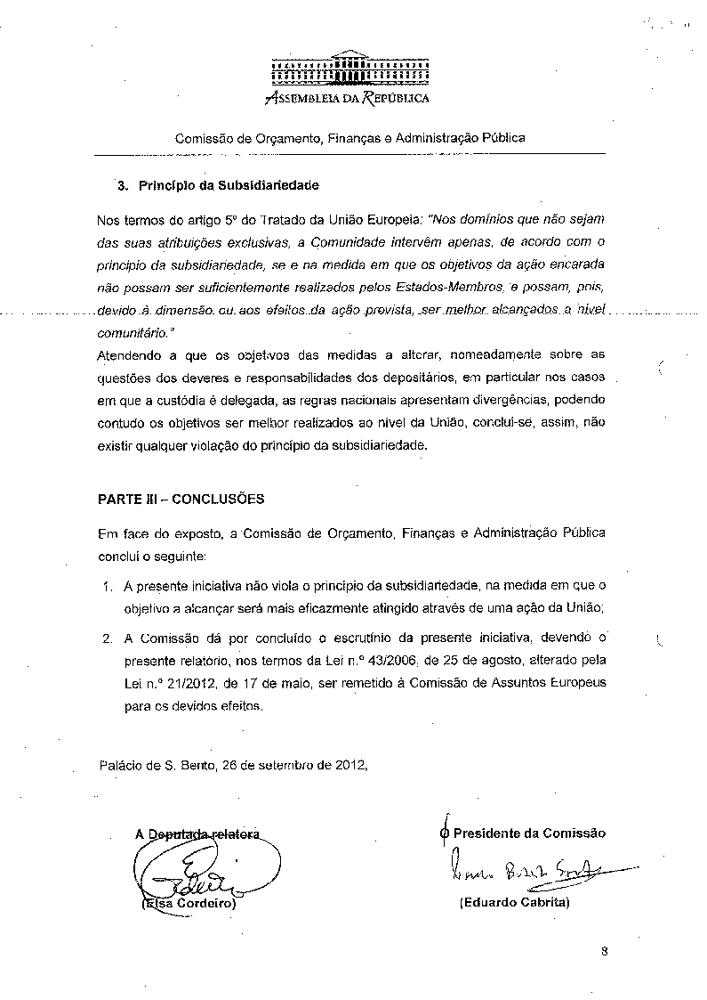 ASSEMBLEIA DA REPÚBLICA
Comissão de Orçamento, Finanças e Administração Pública
3. Princípio da Subsidiariedade
Nos termos do artigo 5º do Tratado da União Europeia: "Nos domínios que não sejam
das suas atribuições exclusivas, a Comunidade intervém apenas, de acordo com o
princípio da subsidiariedade, se e na medida em que os objetivos da ação encarada
não possam ser suficientemente realizados pelos Estados-Membros, e possam, pois,
devido à dimensão ou aos efeitos da ação prevista, ser melhor alcançados a nível
comunitário."
Atendendo a que os objetivos das medidas a alterar, nomeadamente sobre as
questões dos deveres e responsabilidades dos depositários, em particular nos casos
em que a custódia é delegada, as regras nacionais apresentam divergências, podendo
contudo os objetivos ser melhor realizados ao nível da União, conclui-se, assim, não
existir qualquer violação do princípio da subsidiariedade.
PARTE III – CONCLUSÕES
Em face do exposto, a Comissão de Orçamento, Finanças e Administração Pública
conclui o seguinte:
1. A presente iniciativa não viola o princípio da subsidiariedade, na medida em que o
objetivo a alcançar será mais eficazmente atingido através de uma ação da União;
2. A Comissão dá por concluído o escrutínio da presente iniciativa, devendo o
presente relatório, nos termos da Lei n.º 43/2006, de 25 de agosto, alterado pela
Lei n.º 21/2012, de 17 de maio, ser remetido à Comissão de Assuntos Europeus
para os devidos efeitos.
Palácio de S. Bento, 26 de setembro de 2012,
A Deputada relatora
O Presidente da Comissão
(Elsa Cordeiro)
(Eduardo Cabrita)
8